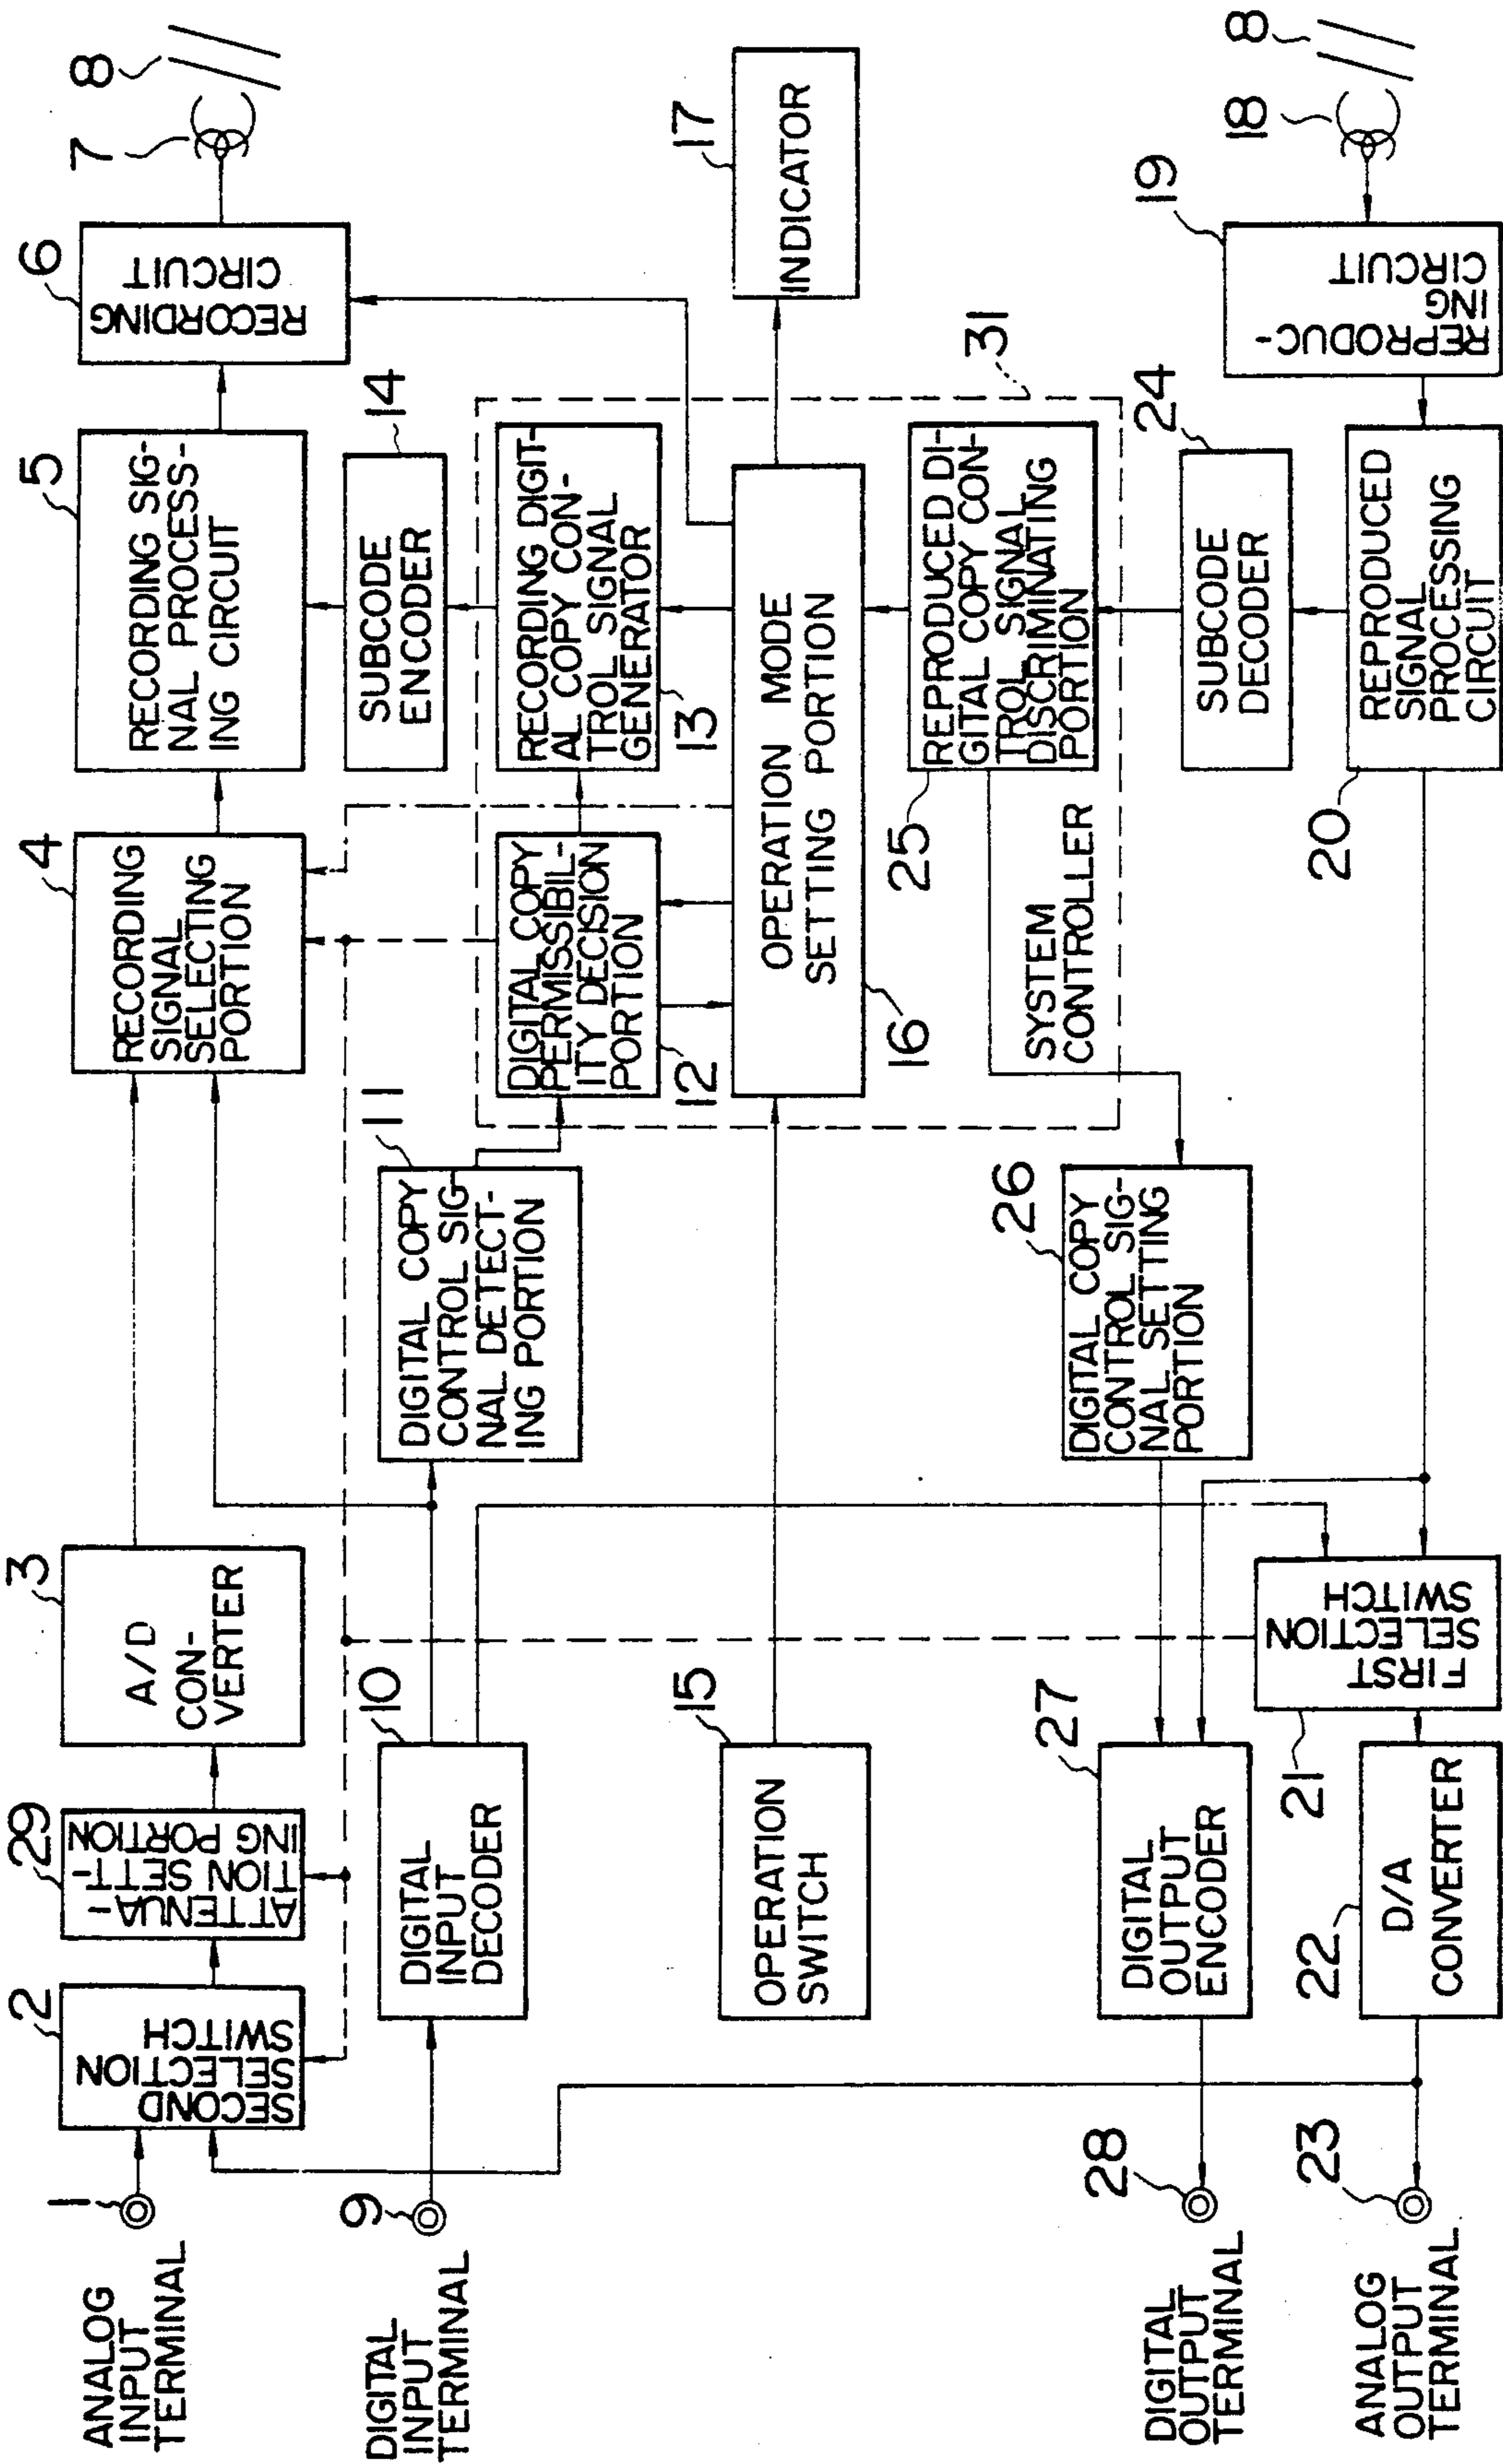 1
ANALOG
INPUT
TERMINAL
2
SECOND
SELECTION
SWITCH
29
ATTENUA-
TION SETT-
ING PORTION
3
A/D
CON-
VERTER
4
RECORDING
SIGNAL
SELECTING
PORTION
5
RECORDING SIG-
NAL PROCESS-
ING CIRCUIT
6
RECORDING
CIRCUIT
7
8
9
DIGITAL
INPUT
TERMINAL
10
DIGITAL
INPUT
DECODER
11
DIGITAL COPY
CONTROL SIG-
NAL DETECT-
ING PORTION
12
DIGITAL COPY
PERMISSIBIL-
ITY DECISION
PORTION
13
RECORDING DIGIT-
AL COPY CON-
TROL SIGNAL
GENERATOR
14
SUBCODE
ENCODER
15
OPERATION
SWITCH
16
OPERATION MODE
SETTING PORTION
17
INDICATOR
31
SYSTEM
CONTROLLER
25
REPRODUCED DI-
GITAL COPY CON-
TROL SIGNAL
DISCRIMINATING
PORTION
26
DIGITAL COPY
CONTROL SIG-
NAL SETTING
PORTION
24
SUBCODE
DECODER
27
DIGITAL
OUTPUT
ENCODER
28
DIGITAL
OUTPUT
TERMINAL
23
ANALOG
OUTPUT
TERMINAL
22
D/A
CONVERTER
21
FIRST
SELECTION
SWITCH
20
REPRODUCED
SIGNAL
PROCESSING
CIRCUIT
19
REPRODUC-
ING
CIRCUIT
18
8